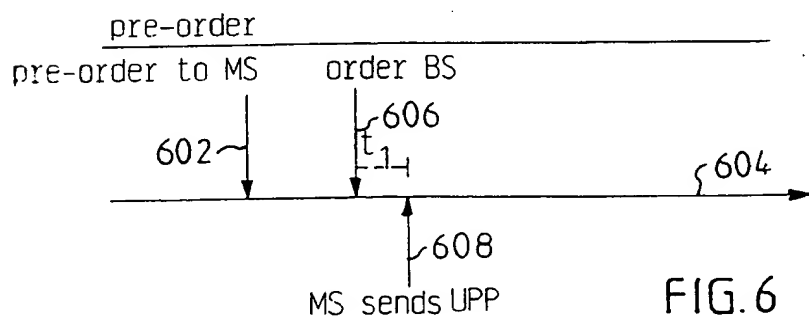 pre-order
pre-order to MS
order BS
602
606
t1
604
608
MS sends UPP
FIG. 6